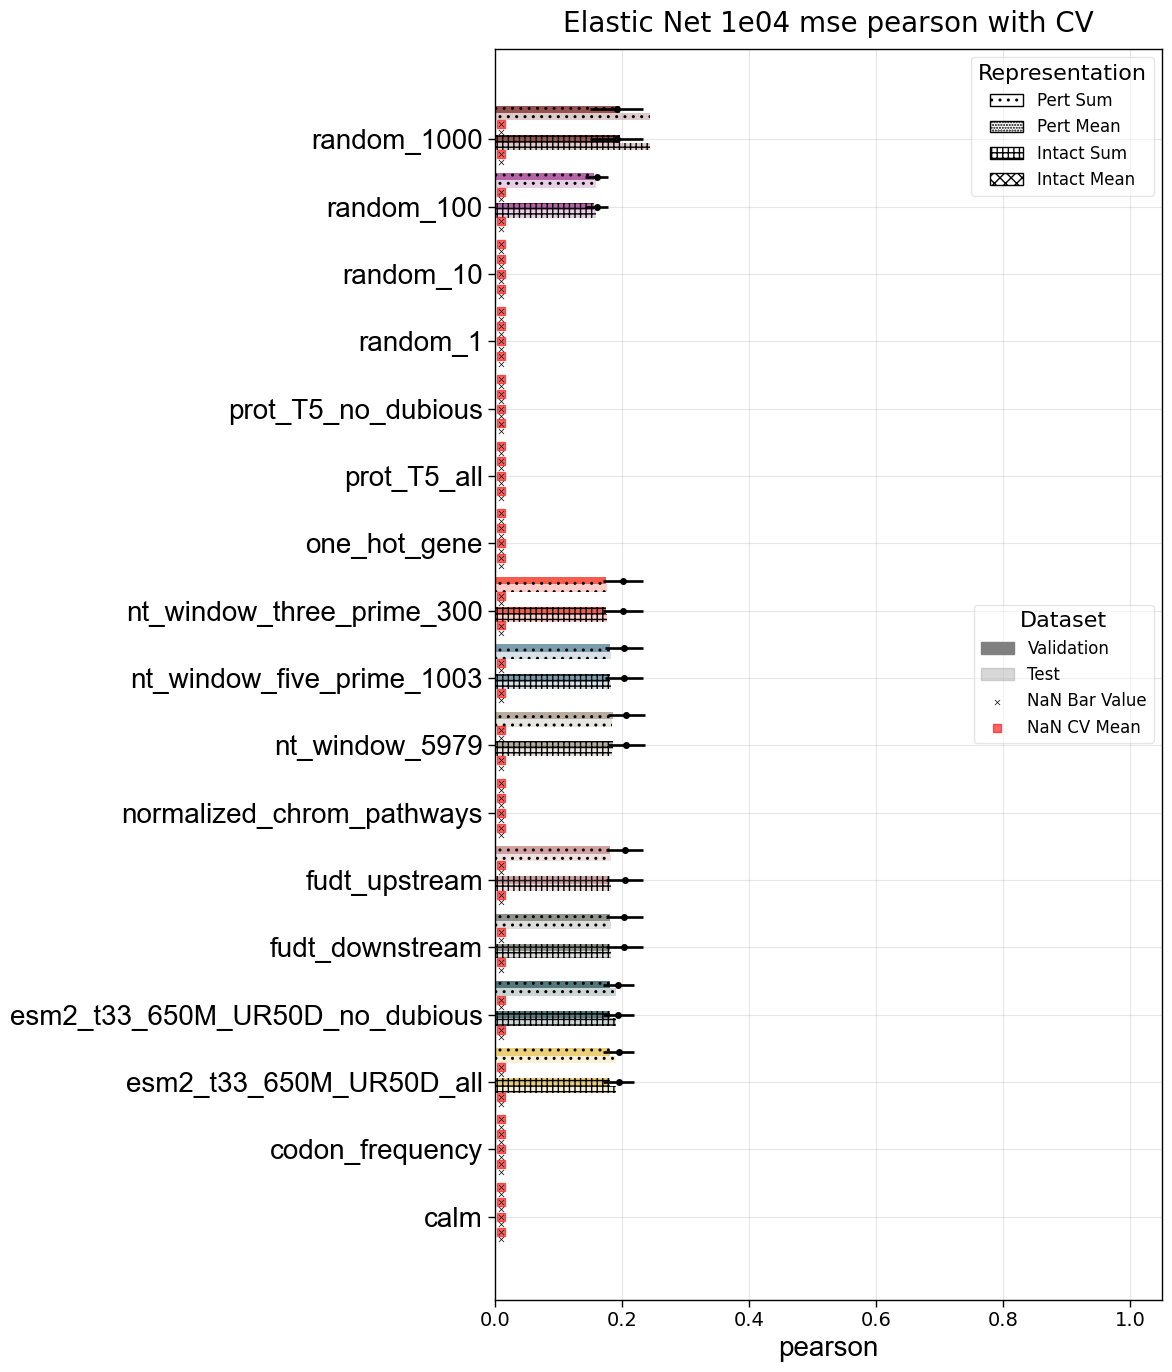 Elastic Net 1e04 mse pearson with CV
Representation
Pert Sum
Pert Mean
Intact Sum
Intact Mean
random_1000
random_100
random_10
random_1
prot_T5_no_dubious
prot_T5_all
one_hot_gene
nt_window_three_prime_300
nt_window_five_prime_1003
nt_window_5979
normalized_chrom_pathways
fudt_upstream
fudt_downstream
esm2_t33_650M_UR50D_no_dubious
esm2_t33_650M_UR50D_all
codon_frequency
calm
Dataset
Validation
Test
NaN Bar Value
NaN CV Mean
0.0 0.2 0.4 0.6 0.8 1.0
pearson